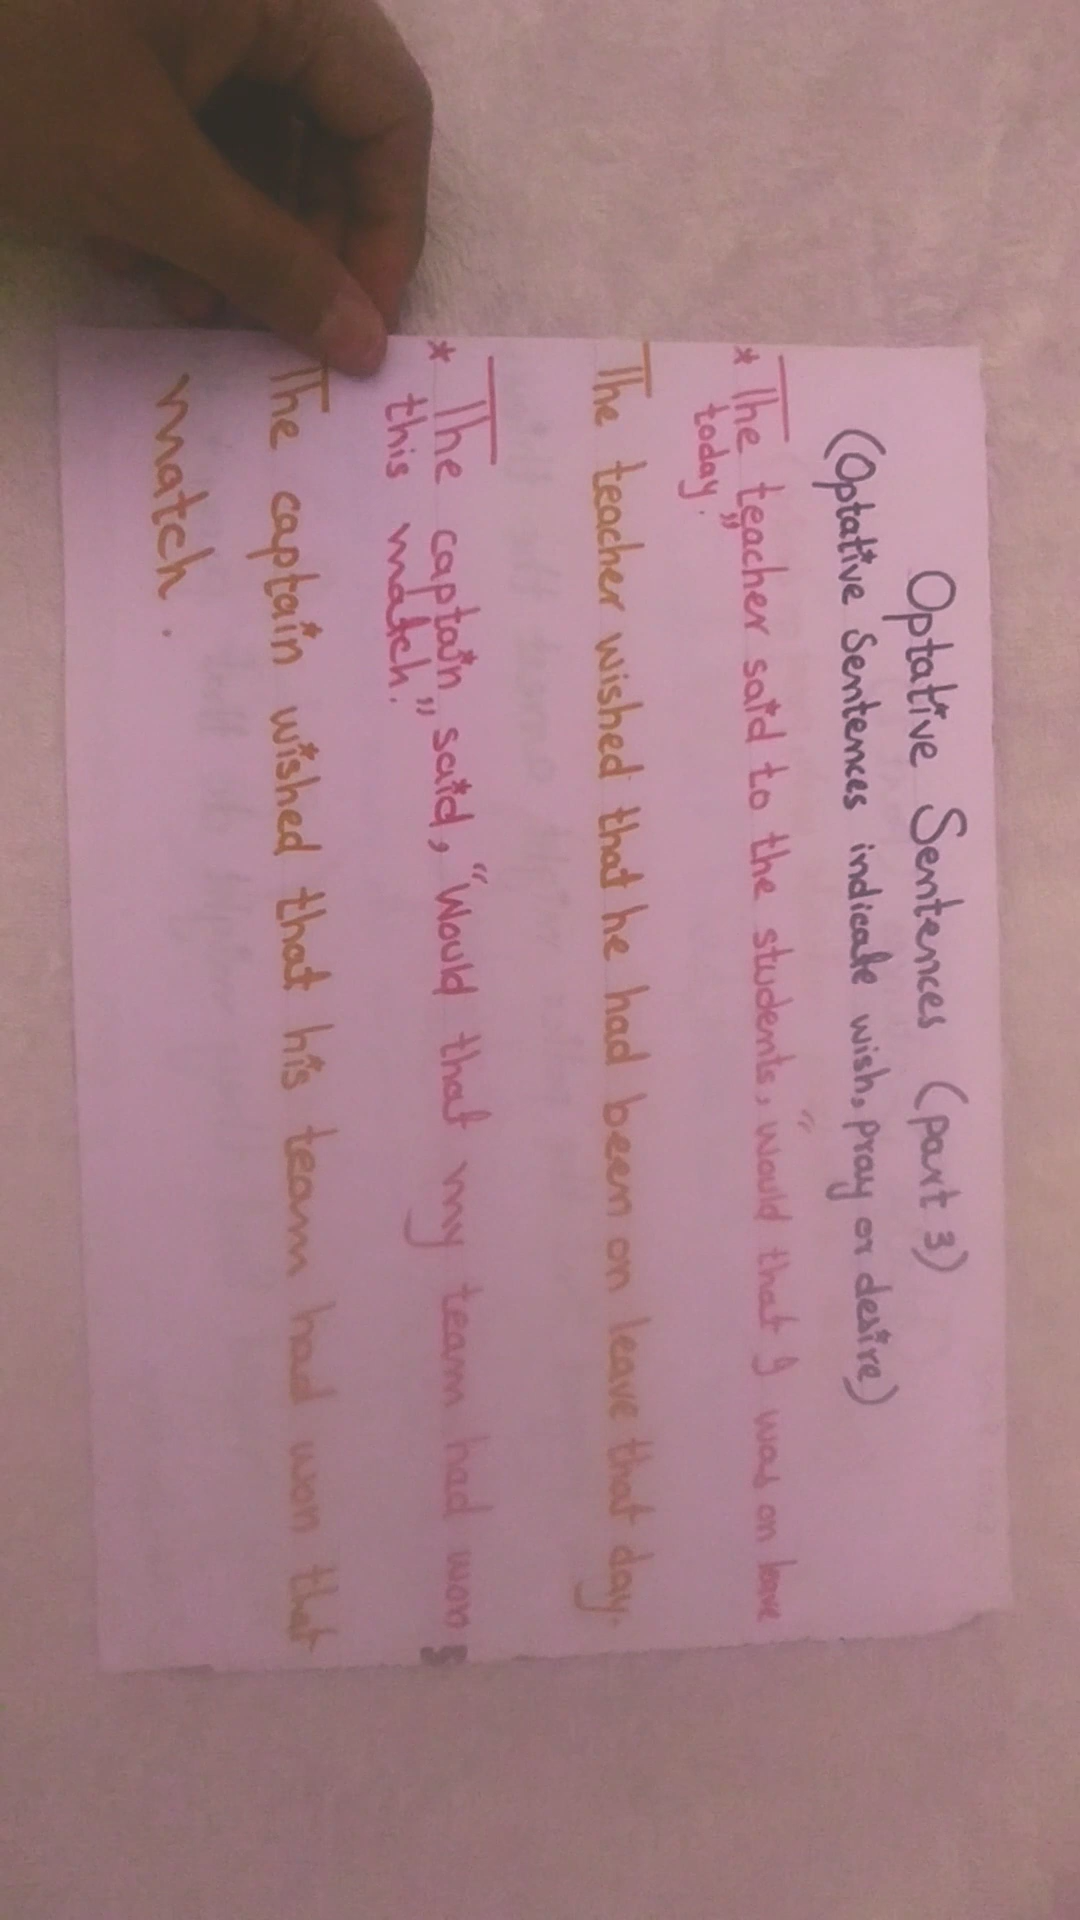 Optative Sentences (part 3)
(Optative Sentences indicate wish, pray or desire)
* The teacher said to the students, "Would that I was on leave
today."
The teacher wished that he had been on leave that day.
* The captain said, "Would that my team had won
this match."
The captain wished that his team had won that
match.